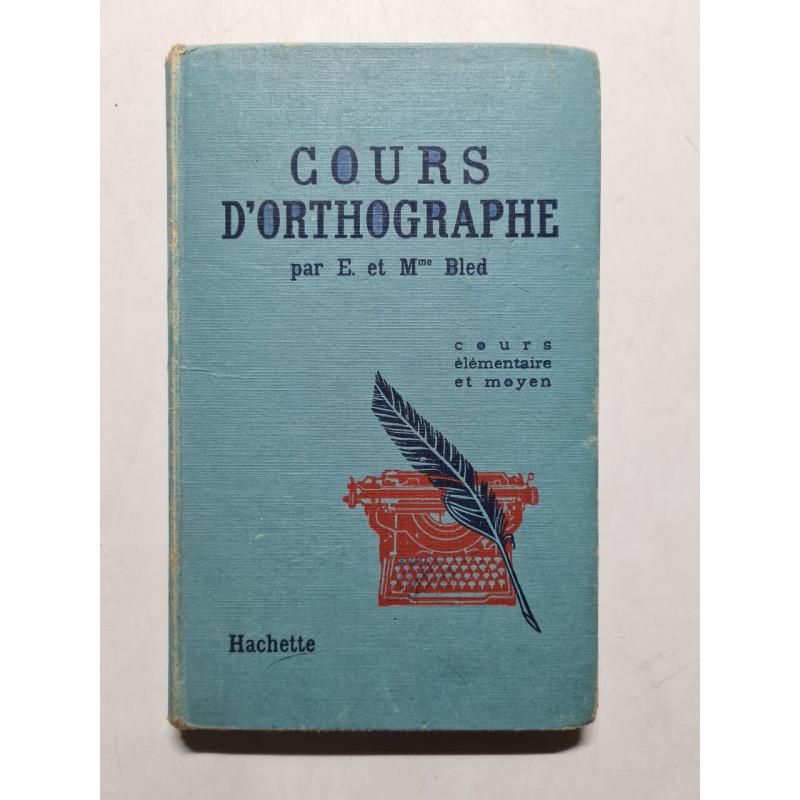 COURS
D'ORTHOGRAPHE
par E. et Mme Bled
cours
élémentaire
et moyen
Hachette